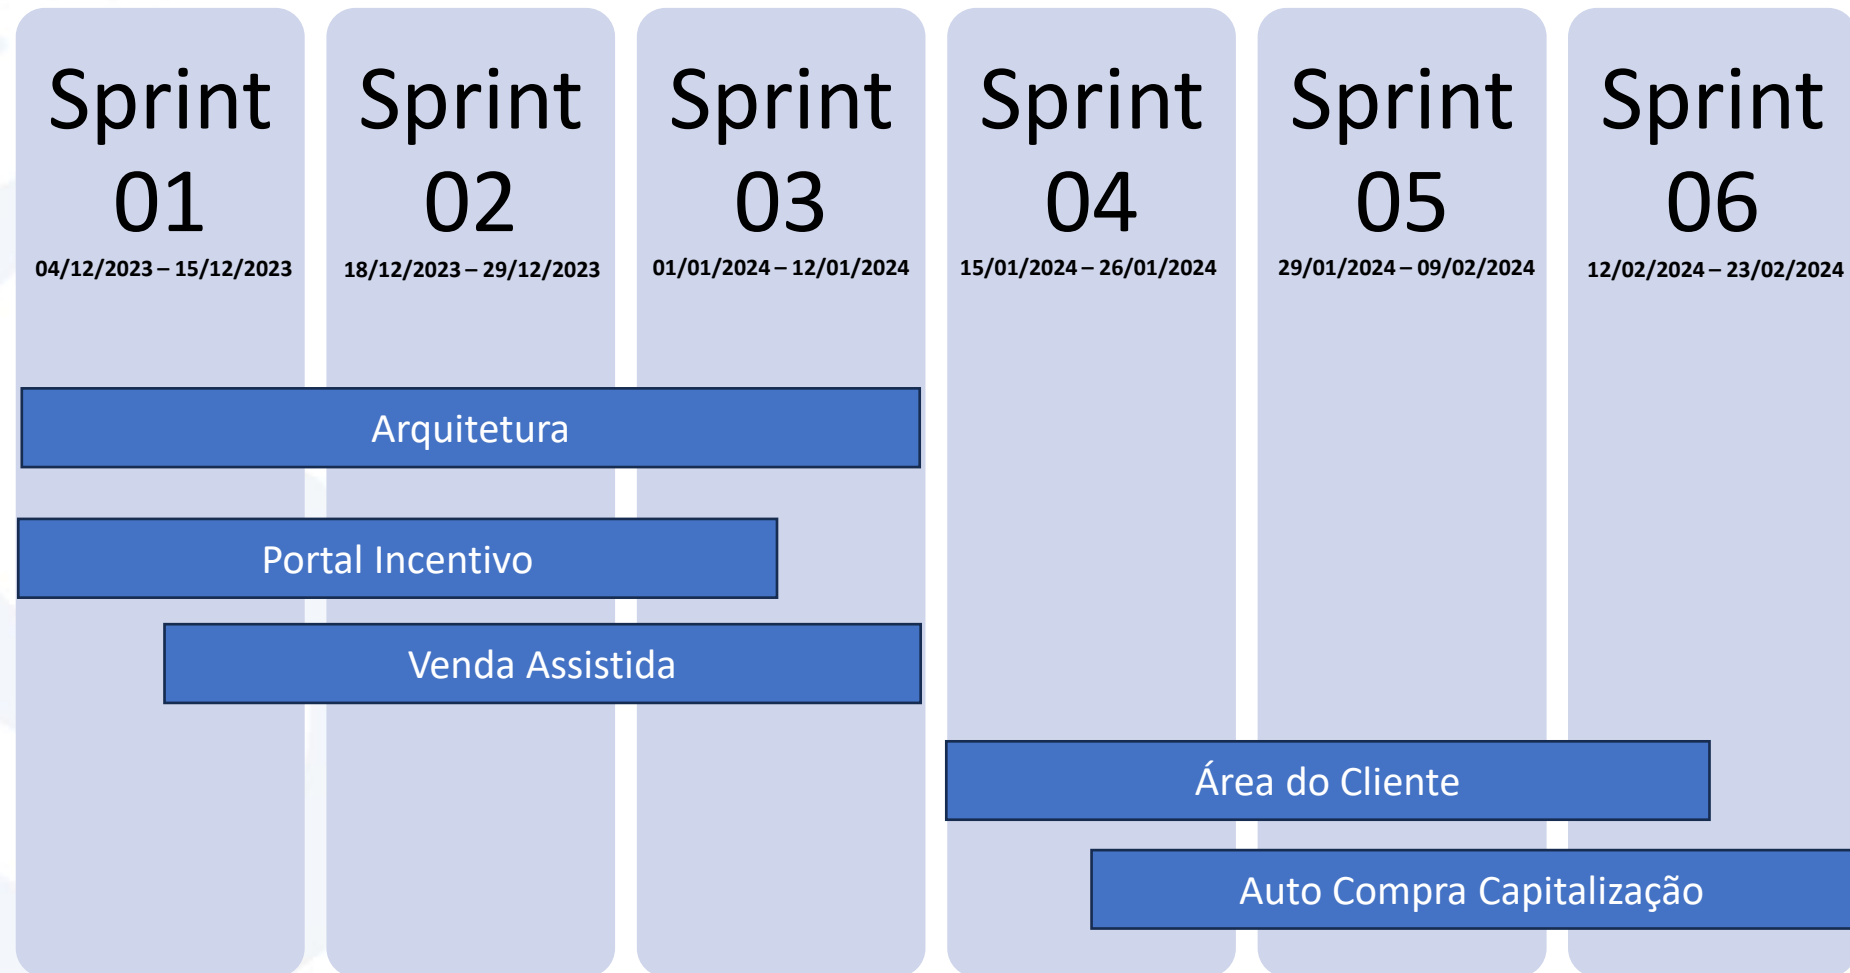 Sprint
01
04/12/2023 – 15/12/2023
Sprint
02
18/12/2023 – 29/12/2023
Sprint
03
01/01/2024 – 12/01/2024
Sprint
04
15/01/2024 – 26/01/2024
Sprint
05
29/01/2024 – 09/02/2024
Sprint
06
12/02/2024 – 23/02/2024
Arquitetura
Portal Incentivo
Venda Assistida
Área do Cliente
Auto Compra Capitalização